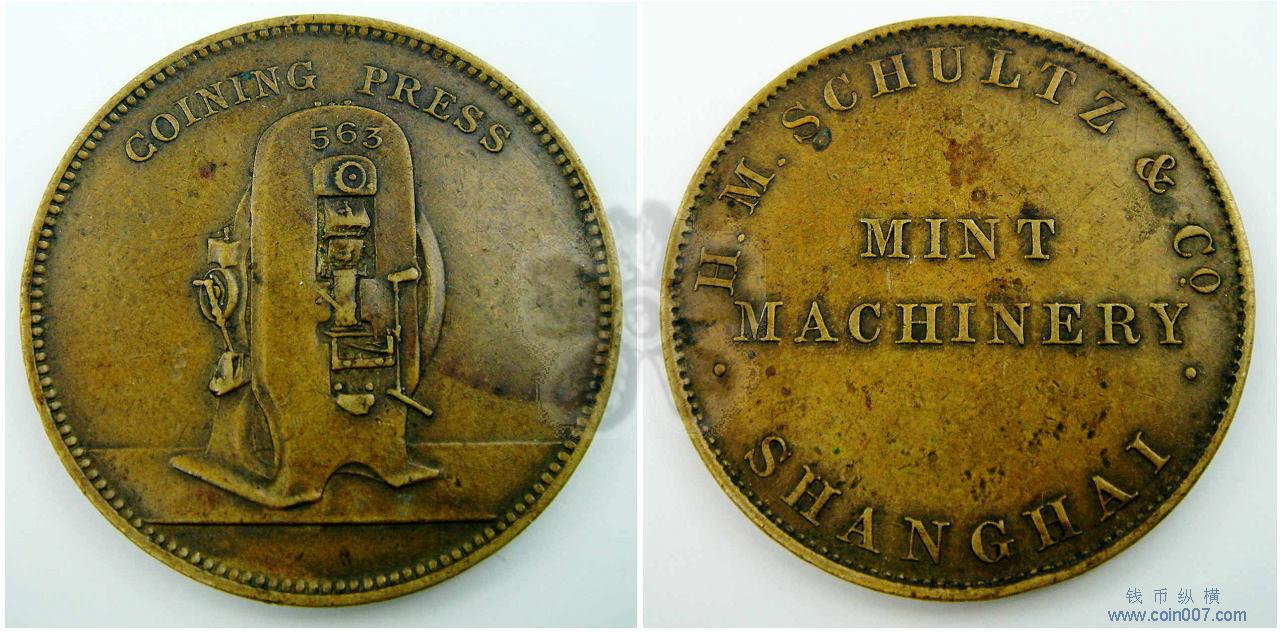 COINING PRESS
563
H. M. SCHULTZ & Co.
MINT
MACHINERY
SHANGHAI
钱币纵横
www.coin007.com